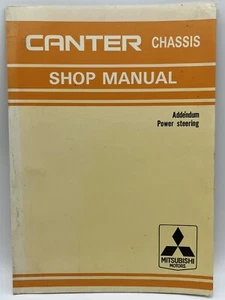 CANTER CHASSIS
SHOP MANUAL
Addendum
Power steering
MITSUBISHI
MOTORS